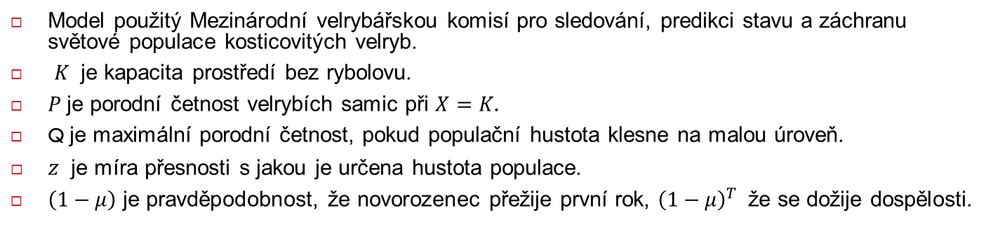 Model použitý Mezinárodní velrybářskou komisí pro sledování, predikci stavu a záchranu
světové populace kosticovitých velryb.
K je kapacita prostředí bez rybolovu.
P je porodní četnost velrybích samic při X = K.
Q je maximální porodní četnost, pokud populační hustota klesne na malou úroveň.
z je míra přesnosti s jakou je určena hustota populace.
(1 − μ) je pravděpodobnost, že novorozenec přežije první rok, (1 − μ)^T že se dožije dospělosti.